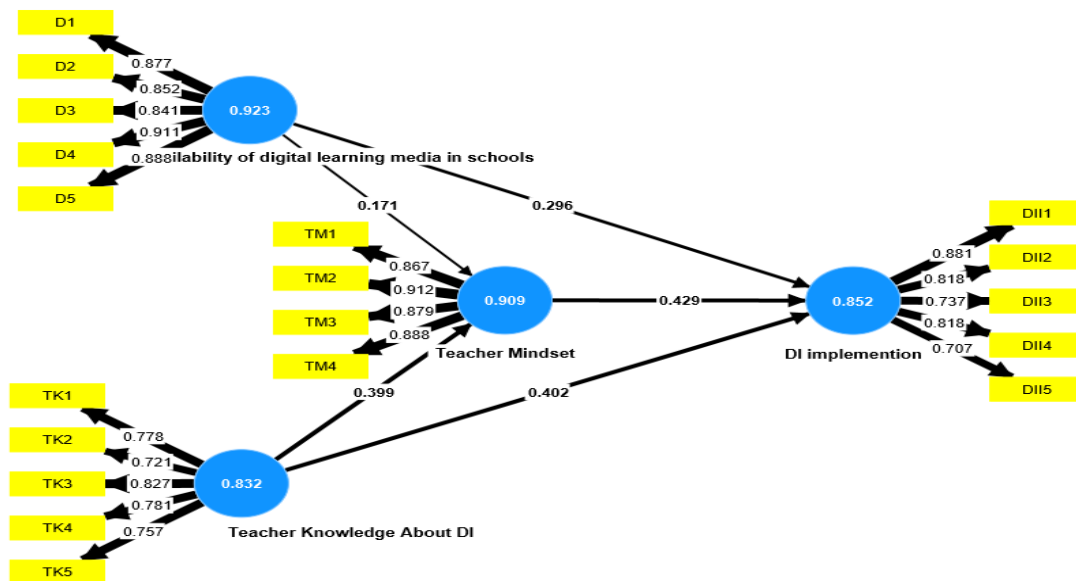 D1
D2
D3
D4
D5
0.877
0.852
0.841
0.911
0.888
0.923
ilability of digital learning media in schools
0.171
0.296
TM1
TM2
TM3
TM4
0.867
0.912
0.879
0.888
0.909
Teacher Mindset
0.429
0.399
0.402
0.852
DI implemention
0.881
0.818
0.737
0.818
0.707
DII1
DII2
DII3
DII4
DII5
TK1
TK2
TK3
TK4
TK5
0.778
0.721
0.827
0.781
0.757
0.832
Teacher Knowledge About DI